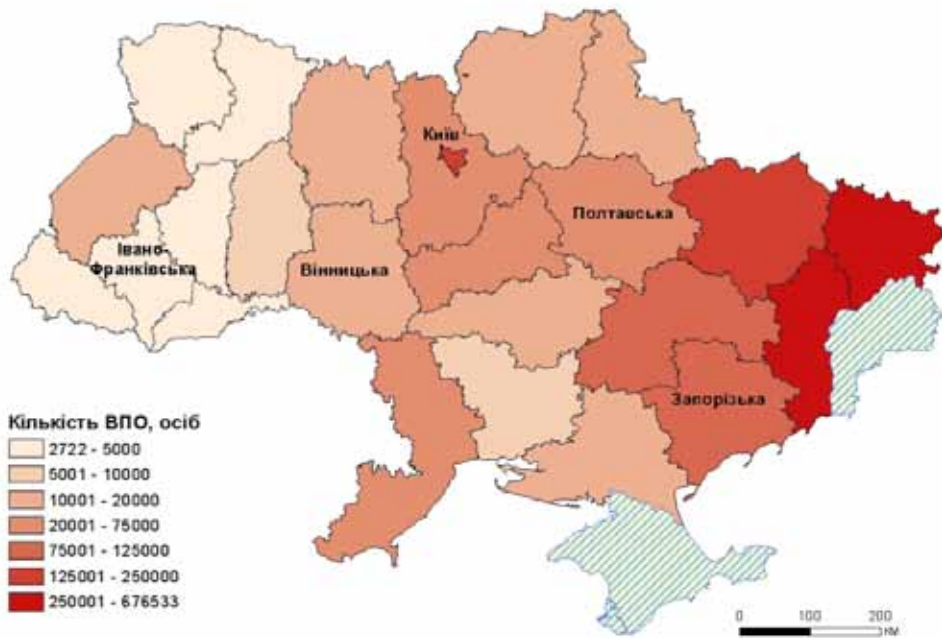 Київ
Полтавська
Івано-
Франківська
Вінницька
Запорізька
Кількість ВПО, осіб
2722 - 5000
5001 - 10000
10001 - 20000
20001 - 75000
75001 - 125000
125001 - 250000
250001 - 676533
0 100 200
КМ